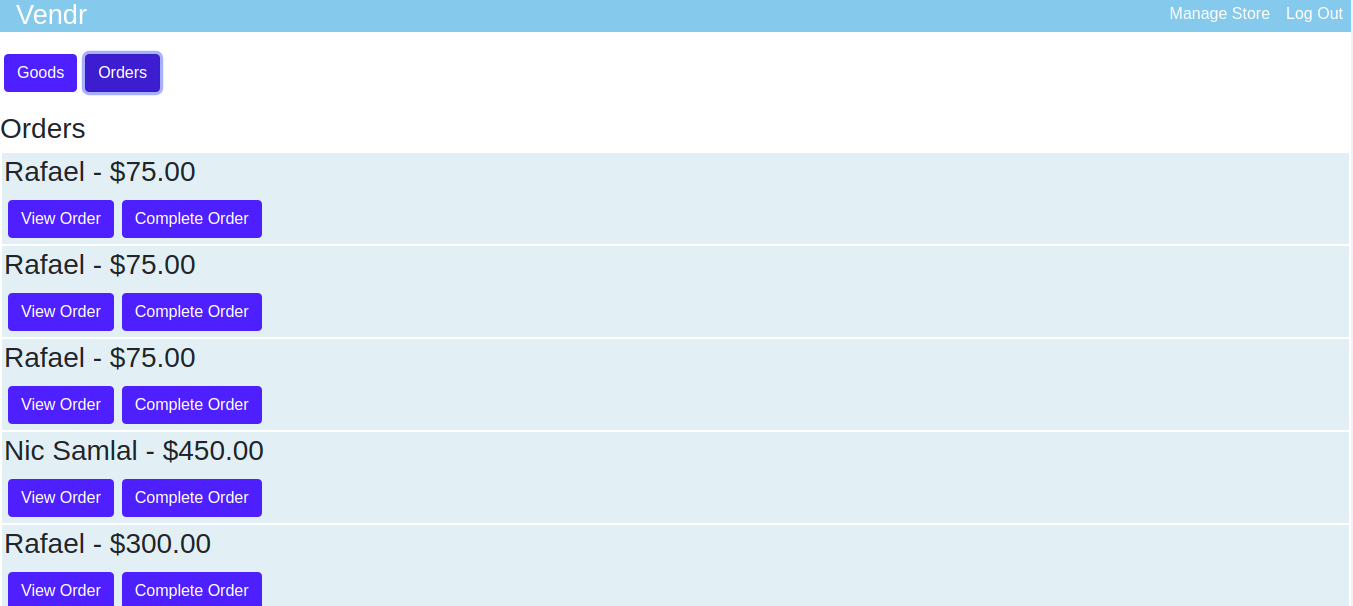 Vendr Manage Store Log Out
Goods Orders
Orders
Rafael - $75.00
View Order Complete Order
Rafael - $75.00
View Order Complete Order
Rafael - $75.00
View Order Complete Order
Nic Samlal - $450.00
View Order Complete Order
Rafael - $300.00
View Order Complete Order